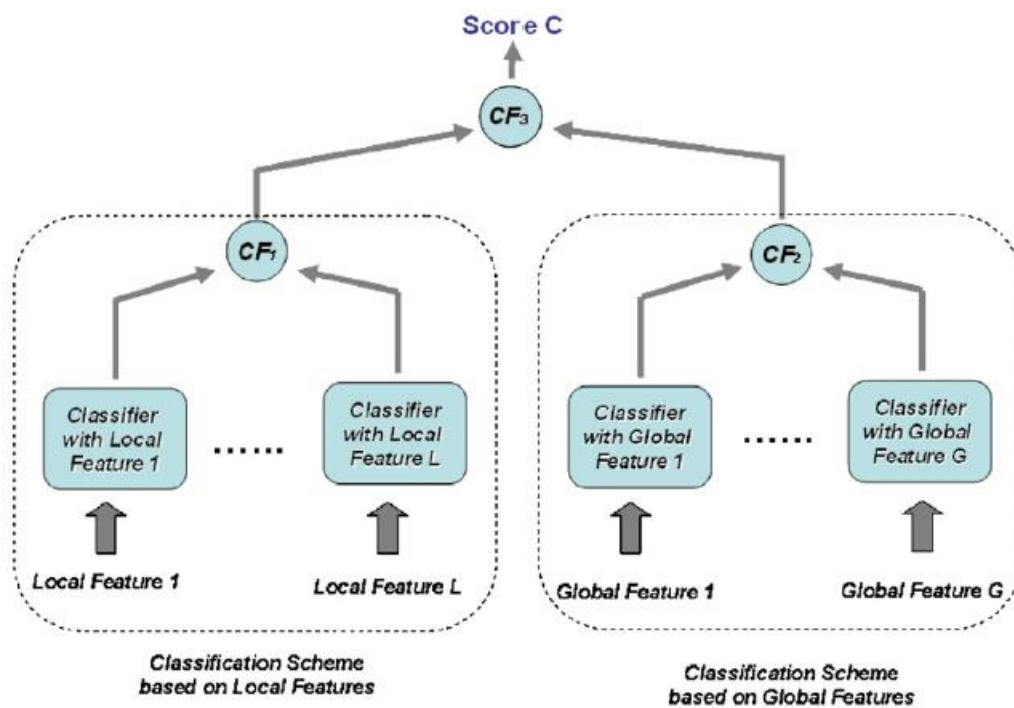 Score C
CF3
CF1
CF2
Classifier
with Local
Feature 1
......
Classifier
with Local
Feature L
Classifier
with Global
Feature 1
......
Classifier
with Global
Feature G
Local Feature 1
Local Feature L
Global Feature 1
Global Feature G
Classification Scheme
based on Local Features
Classification Scheme
based on Global Features